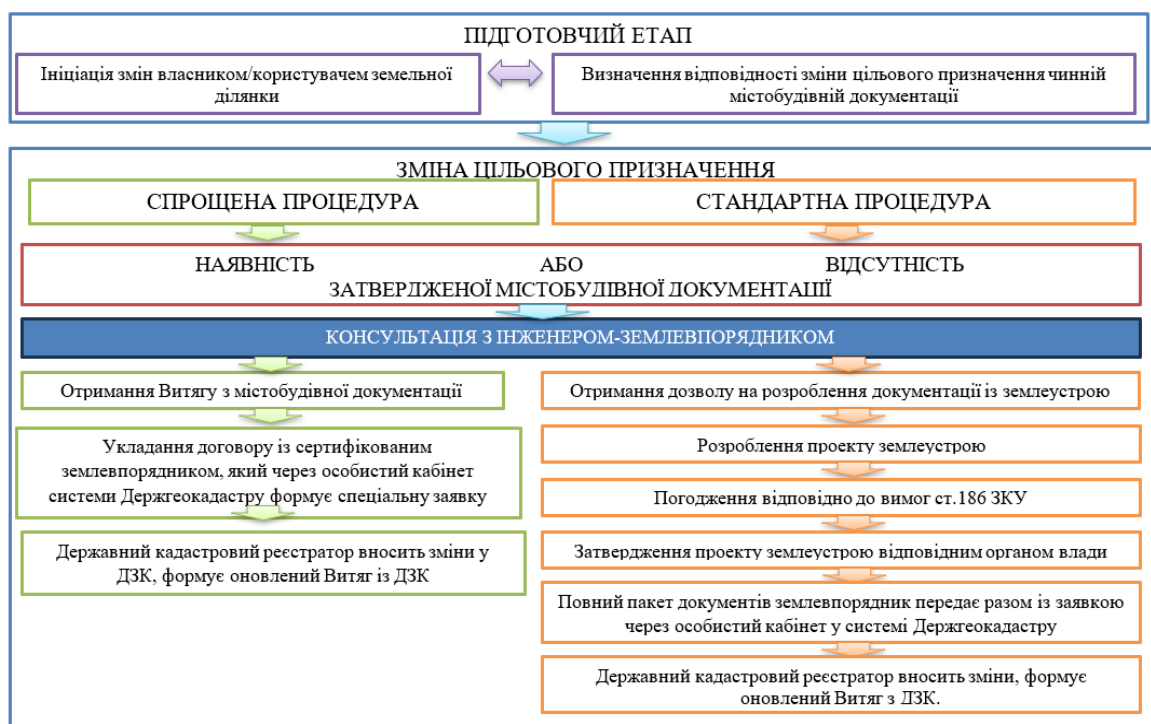 ПІДГОТОВЧИЙ ЕТАП
Ініціація змін власником/користувачем земельної
ділянки
Визначення відповідності зміни цільового призначення чинній
містобудівній документації
ЗМІНА ЦІЛЬОВОГО ПРИЗНАЧЕННЯ
СПРОЩЕНА ПРОЦЕДУРА
СТАНДАРТНА ПРОЦЕДУРА
НАЯВНІСТЬ АБО ВІДСУТНІСТЬ
ЗАТВЕРДЖЕНОЇ МІСТОБУДІВНОЇ ДОКУМЕНТАЦІЇ
КОНСУЛЬТАЦІЯ З ІНЖЕНЕРОМ-ЗЕМЛЕВПОРЯДНИКОМ
Отримання Витягу з містобудівної документації
Укладання договору із сертифікованим
землевпорядником, який через особистий кабінет
системи Держгеокадастру формує спеціальну заявку
Державний кадастровий реєстратор вносить зміни у
ДЗК, формує оновлений Витяг із ДЗК
Отримання дозволу на розроблення документації із землеустрою
Розроблення проекту землеустрою
Погодження відповідно до вимог ст.186 ЗКУ
Затвердження проекту землеустрою відповідним органом влади
Повний пакет документів землевпорядник передає разом із заявкою
через особистий кабінет у системі Держгеокадастру
Державний кадастровий реєстратор вносить зміни, формує
оновлений Витяг з ДЗК.